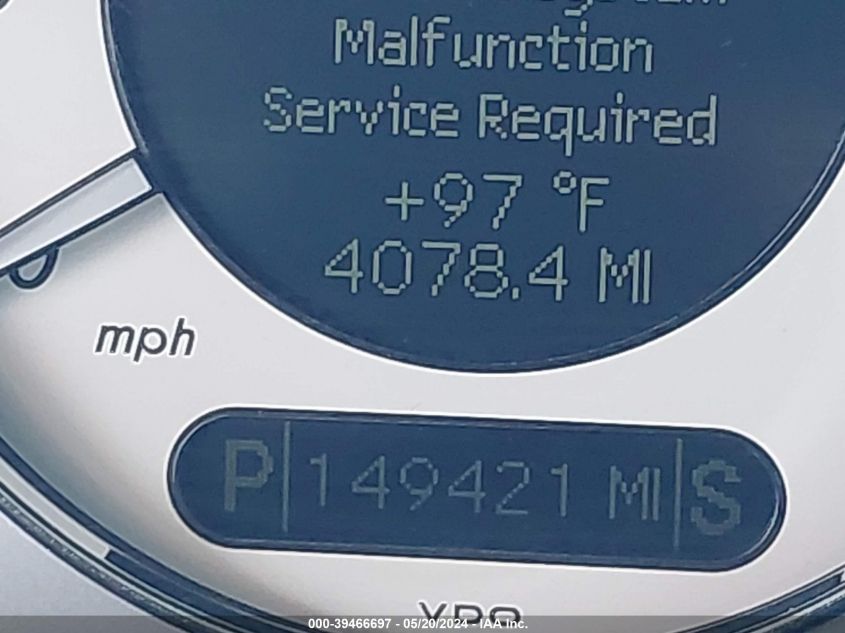 Malfunction
Service Required
+97 °F
4078.4 MI
mph
P 149421 MI S
000-39466697 - 05/20/2024 - IAA Inc.